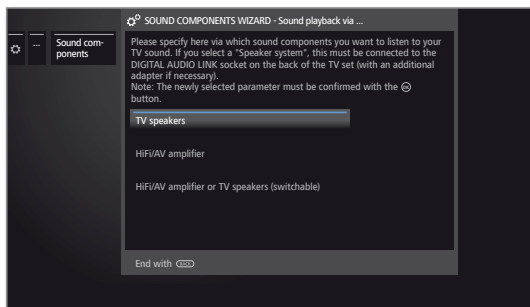 SOUND COMPONENTS WIZARD - Sound playback via ...
...
Sound com-
ponents
Please specify here via which sound components you want to listen to your
TV sound. If you select a "Speaker system", this must be connected to the
DIGITAL AUDIO LINK socket on the back of the TV set (with an additional
adapter if necessary).
Note: The newly selected parameter must be confirmed with the OK
button.
TV speakers
HiFi/AV amplifier
HiFi/AV amplifier or TV speakers (switchable)
End with BACK